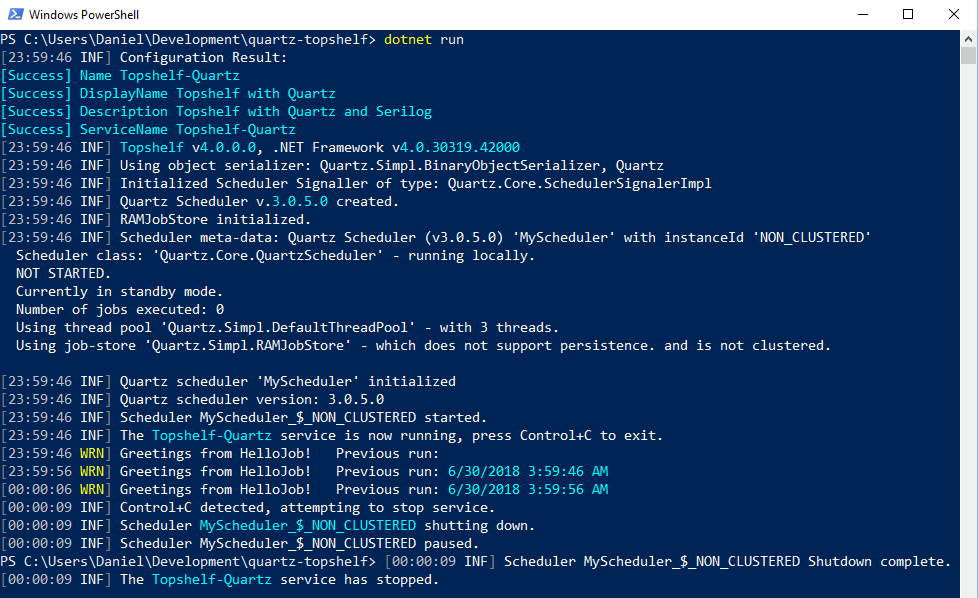 Windows PowerShell
PS C:\Users\Daniel\Development\quartz-topshelf> dotnet run
[23:59:46 INF] Configuration Result:
[Success] Name Topshelf-Quartz
[Success] DisplayName Topshelf with Quartz
[Success] Description Topshelf with Quartz and Serilog
[Success] ServiceName Topshelf-Quartz
[23:59:46 INF] Topshelf v4.0.0.0, .NET Framework v4.0.30319.42000
[23:59:46 INF] Using object serializer: Quartz.Simpl.BinaryObjectSerializer, Quartz
[23:59:46 INF] Initialized Scheduler Signaller of type: Quartz.Core.SchedulerSignalerImpl
[23:59:46 INF] Quartz Scheduler v.3.0.5.0 created.
[23:59:46 INF] RAMJobStore initialized.
[23:59:46 INF] Scheduler meta-data: Quartz Scheduler (v3.0.5.0) 'MyScheduler' with instanceId 'NON_CLUSTERED'
  Scheduler class: 'Quartz.Core.QuartzScheduler' - running locally.
  NOT STARTED.
  Currently in standby mode.
  Number of jobs executed: 0
  Using thread pool 'Quartz.Simpl.DefaultThreadPool' - with 3 threads.
  Using job-store 'Quartz.Simpl.RAMJobStore' - which does not support persistence. and is not clustered.
[23:59:46 INF] Quartz scheduler 'MyScheduler' initialized
[23:59:46 INF] Quartz scheduler version: 3.0.5.0
[23:59:46 INF] Scheduler MyScheduler_$_NON_CLUSTERED started.
[23:59:46 INF] The Topshelf-Quartz service is now running, press Control+C to exit.
[23:59:46 WRN] Greetings from HelloJob!   Previous run:
[23:59:56 WRN] Greetings from HelloJob!   Previous run: 6/30/2018 3:59:46 AM
[00:00:06 WRN] Greetings from HelloJob!   Previous run: 6/30/2018 3:59:56 AM
[00:00:09 INF] Control+C detected, attempting to stop service.
[00:00:09 INF] Scheduler MyScheduler_$_NON_CLUSTERED shutting down.
[00:00:09 INF] Scheduler MyScheduler_$_NON_CLUSTERED paused.
PS C:\Users\Daniel\Development\quartz-topshelf> [00:00:09 INF] Scheduler MyScheduler_$_NON_CLUSTERED Shutdown complete.
[00:00:09 INF] The Topshelf-Quartz service has stopped.